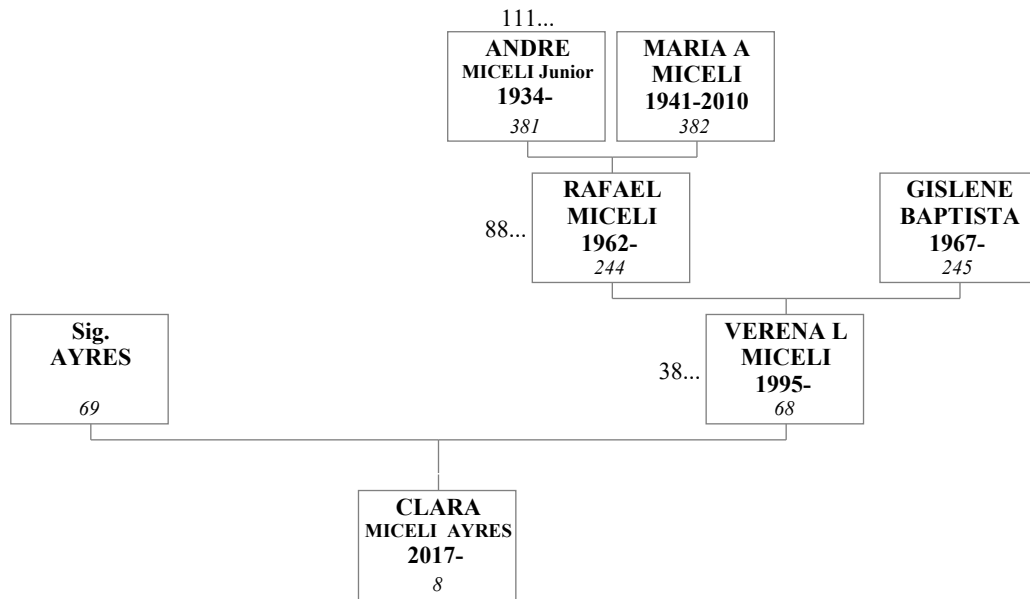 111...
ANDRE
MICELI Junior
1934-
381
MARIA A
MICELI
1941-2010
382
88...
RAFAEL
MICELI
1962-
244
GISLENE
BAPTISTA
1967-
245
Sig.
AYRES
69
38...
VERENA L
MICELI
1995-
68
CLARA
MICELI AYRES
2017-
8